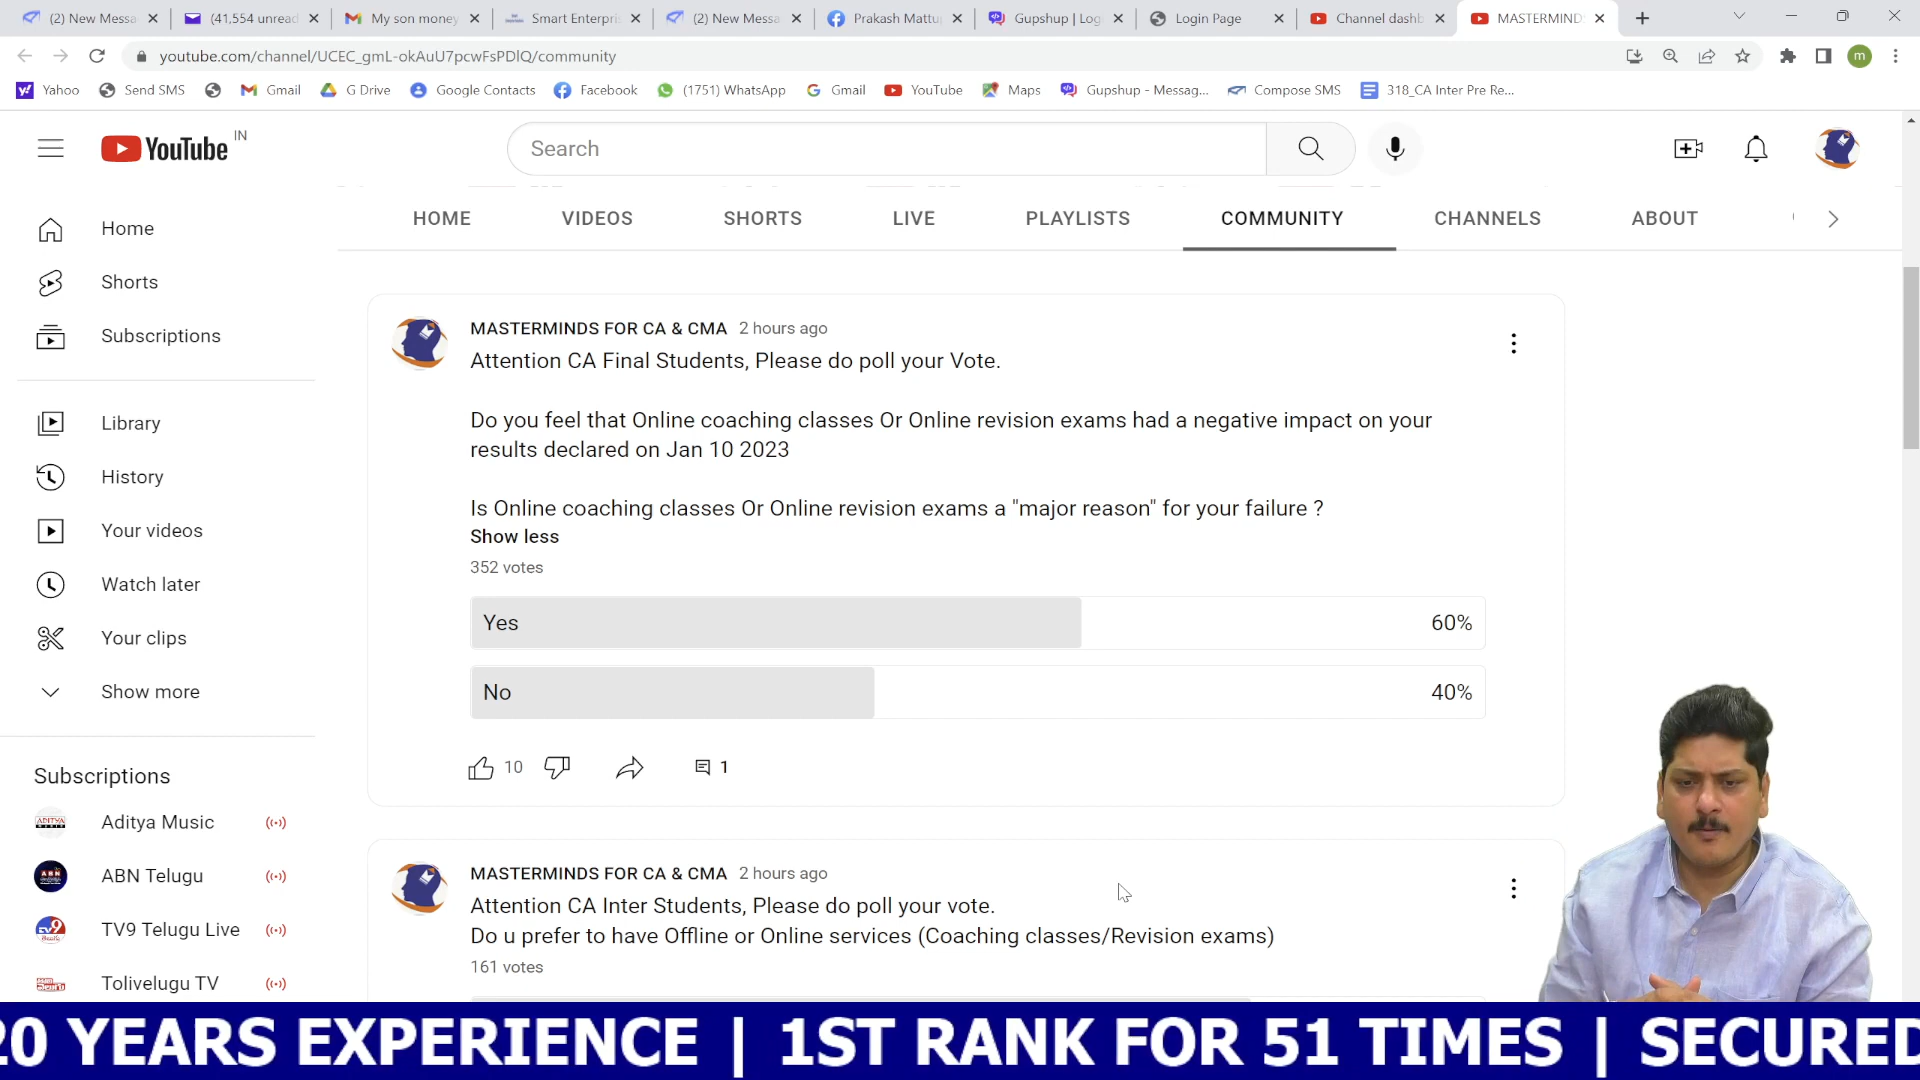 (2) New Messa
(41,554 unread
My son money
Smart Enterpri
(2) New Messa
Prakash Mattu
Gupshup | Log
Login Page
Channel dashb
MASTERMIND
youtube.com/channel/UCEC_gmL-okAuU7pcwFsPDlQ/community
m
Yahoo
Send SMS
Gmail
G Drive
Google Contacts
Facebook
(1751) WhatsApp
Gmail
YouTube
Maps
Gupshup - Messag...
Compose SMS
318_CA Inter Pre Re...
YouTube IN
Search
HOME
VIDEOS
SHORTS
LIVE
PLAYLISTS
COMMUNITY
CHANNELS
ABOUT
Home
Shorts
Subscriptions
Library
History
Your videos
Watch later
Your clips
Show more
Subscriptions
Aditya Music
ABN Telugu
TV9 Telugu Live
Tolivelugu TV
MASTERMINDS FOR CA & CMA 2 hours ago
Attention CA Final Students, Please do poll your Vote.
Do you feel that Online coaching classes Or Online revision exams had a negative impact on your
results declared on Jan 10 2023
Is Online coaching classes Or Online revision exams a "major reason" for your failure ?
Show less
352 votes
Yes 60%
No 40%
10
1
MASTERMINDS FOR CA & CMA 2 hours ago
Attention CA Inter Students, Please do poll your vote.
Do u prefer to have Offline or Online services (Coaching classes/Revision exams)
161 votes
20 YEARS EXPERIENCE | 1ST RANK FOR 51 TIMES | SECURED